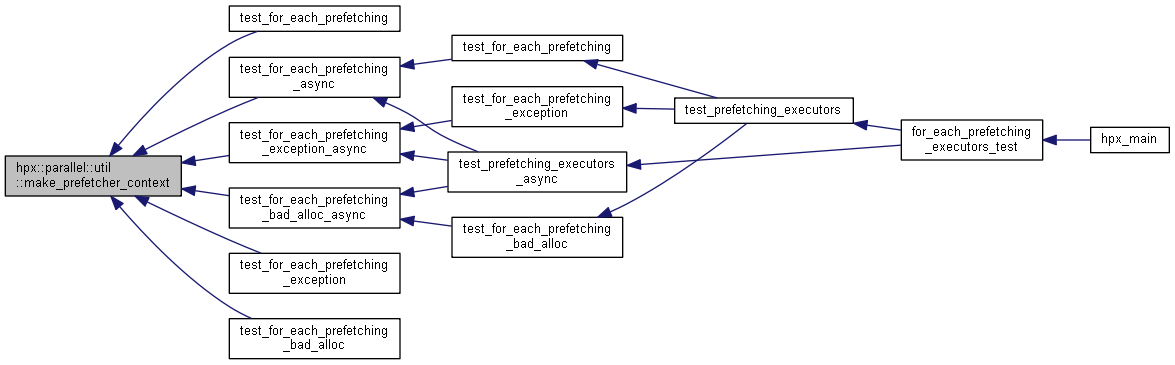 test_for_each_prefetching
test_for_each_prefetching
_async
test_for_each_prefetching
_exception_async
hpx::parallel::util
::make_prefetcher_context
test_for_each_prefetching
_bad_alloc_async
test_for_each_prefetching
_exception
test_for_each_prefetching
_bad_alloc
test_for_each_prefetching
test_for_each_prefetching
_exception
test_prefetching_executors
_async
test_for_each_prefetching
_bad_alloc
test_prefetching_executors
for_each_prefetching
_executors_test
hpx_main